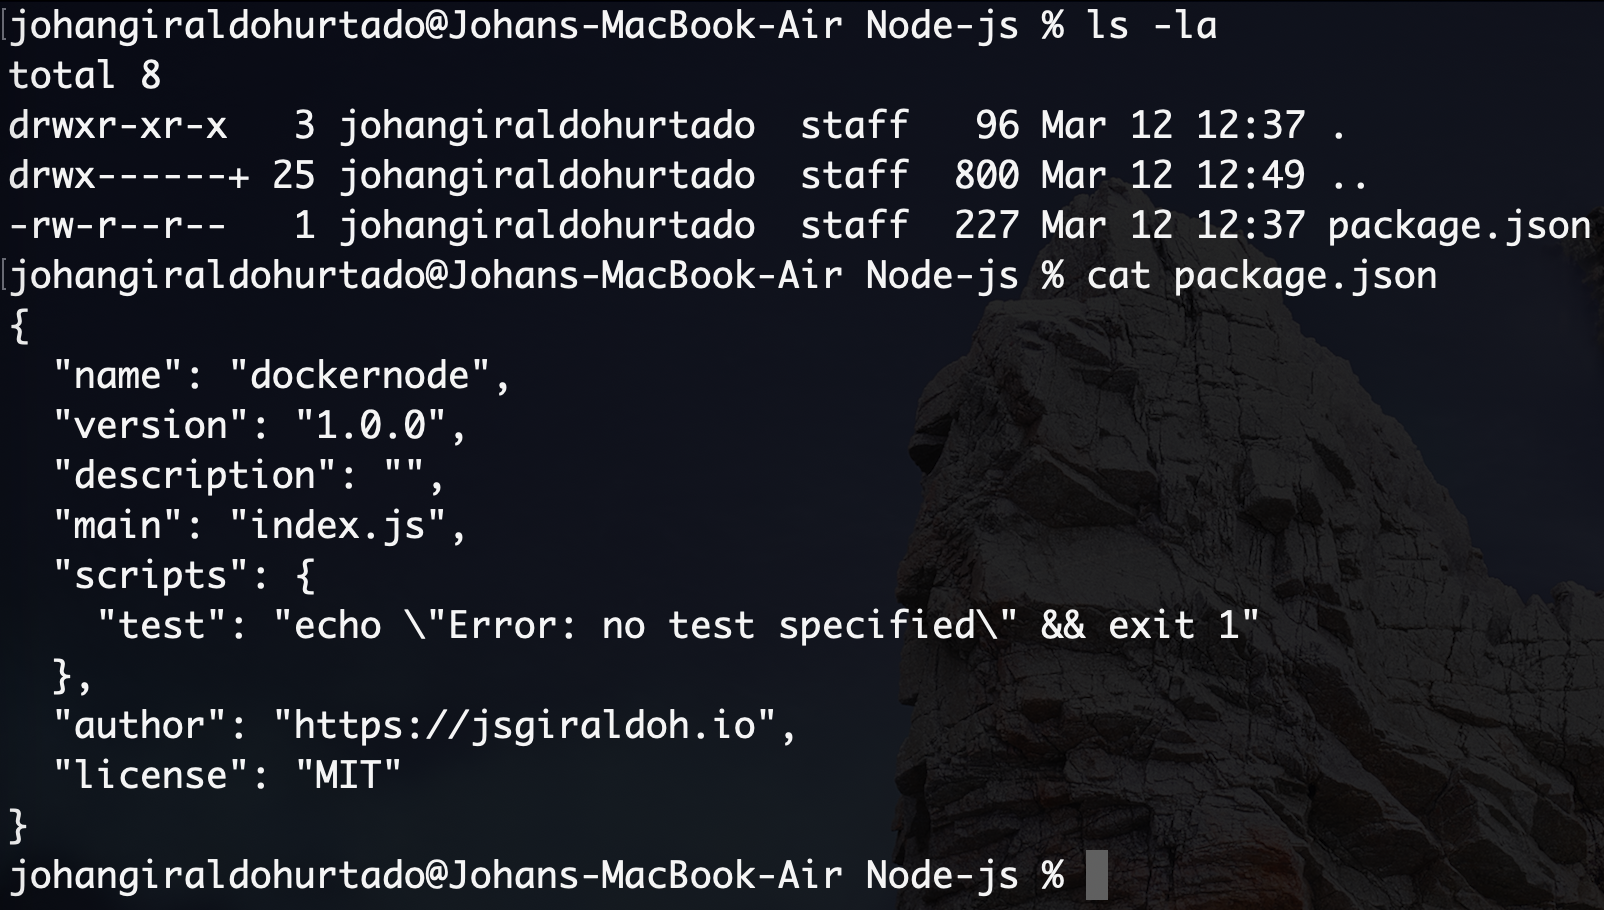 johangiraldohurtado@Johans-MacBook-Air Node-js % ls -la
total 8
drwxr-xr-x   3 johangiraldohurtado  staff   96 Mar 12 12:37 .
drwx------+ 25 johangiraldohurtado  staff  800 Mar 12 12:49 ..
-rw-r--r--   1 johangiraldohurtado  staff  227 Mar 12 12:37 package.json
johangiraldohurtado@Johans-MacBook-Air Node-js % cat package.json
{
  "name": "dockernode",
  "version": "1.0.0",
  "description": "",
  "main": "index.js",
  "scripts": {
    "test": "echo \"Error: no test specified\" && exit 1"
  },
  "author": "https://jsgiraldoh.io",
  "license": "MIT"
}
johangiraldohurtado@Johans-MacBook-Air Node-js %